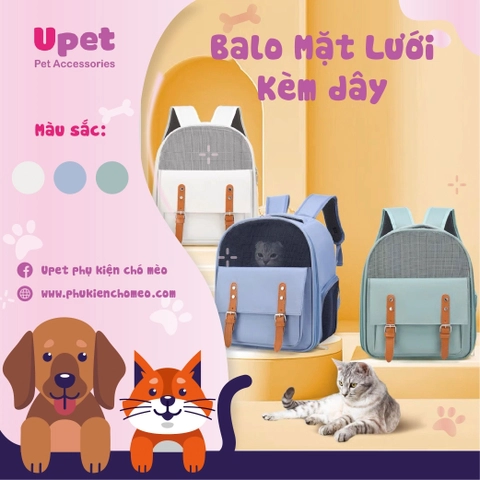 Upet
Pet Accessories
Balo Mặt Lưới
Kèm dây
Màu sắc:
Upet phụ kiện chó mèo
www.phukienchomeo.com